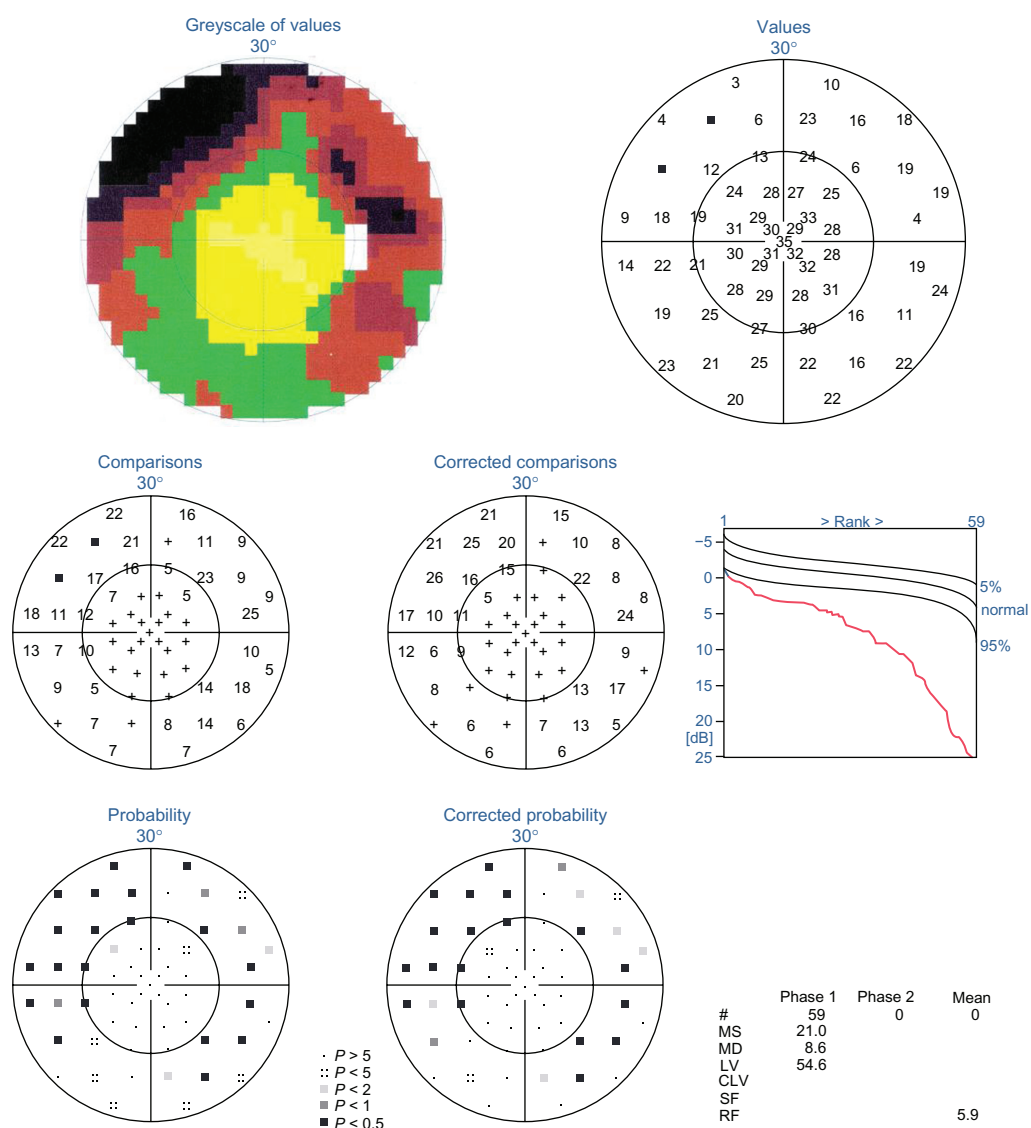 Greyscale of values
30°
Values
30°
3 10
4 ■ 6 23 16 18
13 24
■ 12 6 19
24 28 27 25 19
9 18 19 29 33 4
31 30 29 28
35
30 31 32 28
14 22 21 29 32 19
28 29 28 31 24
19 25 16 11
27 30
23 21 25 22 16 22
20 22
Comparisons
30°
22 16
22 ■ 21 + 11 9
16 5
■ 17 23 9
7 + + 5 9
18 11 12 + + 25
+ + + +
+
+ + + +
13 7 10 + + 10
+ + + + 5
9 5 14 18
+ +
+ 7 + 8 14 6
7 7
Corrected comparisons
30°
21 15
21 25 20 + 10 8
15 +
26 16 22 8
5 + + + 8
17 10 11 + + 24
+ + + +
+
+ + + +
12 6 9 + + 9
+ + + + +
8 + 13 17
+ +
+ 6 + 7 13 5
6 6
1 > Rank > 59
−5
0
5
10
15
20
[dB]
25
5%
normal
95%
Probability
30°
Corrected probability
30°
P > 5
P < 5
P < 2
P < 1
P < 0.5
Phase 1 Phase 2 Mean
# 59 0 0
MS 21.0
MD 8.6
LV 54.6
CLV
SF
RF 5.9